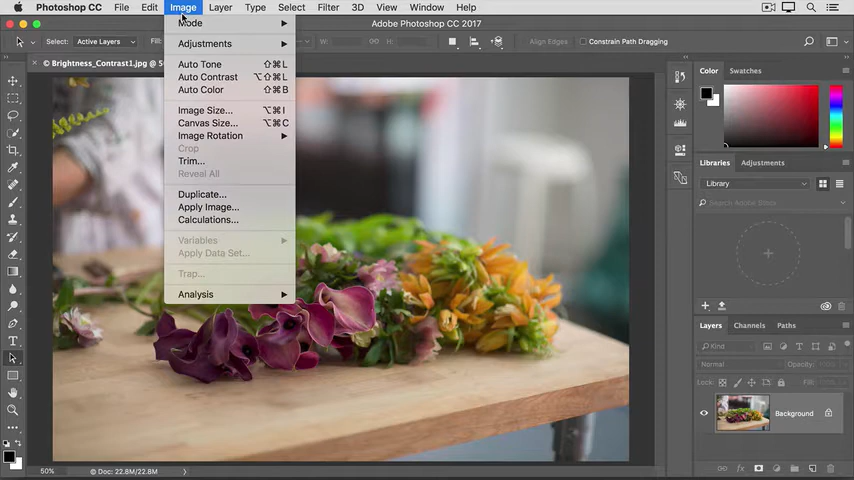 Photoshop CC File Edit Image Layer Type Select Filter 3D View Window Help
Adobe Photoshop CC 2017
Select: Active Layers Fill: W: H: Align Edges Constrain Path Dragging
© Brightness_Contrast1.jpg @ 5
Mode
Adjustments
Auto Tone ⇧⌘L
Auto Contrast ⌥⇧⌘L
Auto Color ⇧⌘B
Image Size... ⌥⌘I
Canvas Size... ⌥⌘C
Image Rotation
Crop
Trim...
Reveal All
Duplicate...
Apply Image...
Calculations...
Variables
Apply Data Set...
Trap...
Analysis
Color Swatches
Libraries Adjustments
Library
Search Adobe Stock
Layers Channels Paths
Kind
Normal Opacity: 100%
Lock: Fill: 100%
Background
50% Doc: 22.8M/22.8M